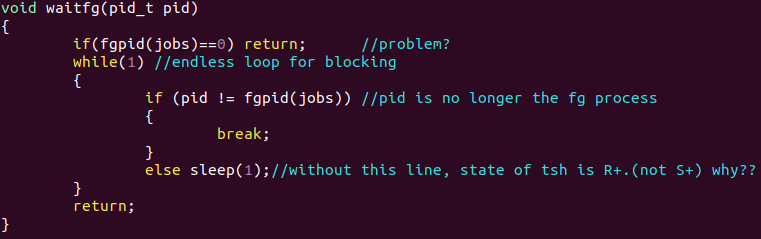 void waitfg(pid_t pid)
{
        if(fgpid(jobs)==0) return;      //problem?
        while(1) //endless loop for blocking
        {
                if (pid != fgpid(jobs)) //pid is no longer the fg process
                {
                        break;
                }
                else sleep(1);//without this line, state of tsh is R+.(not S+) why??
        }
        return;
}